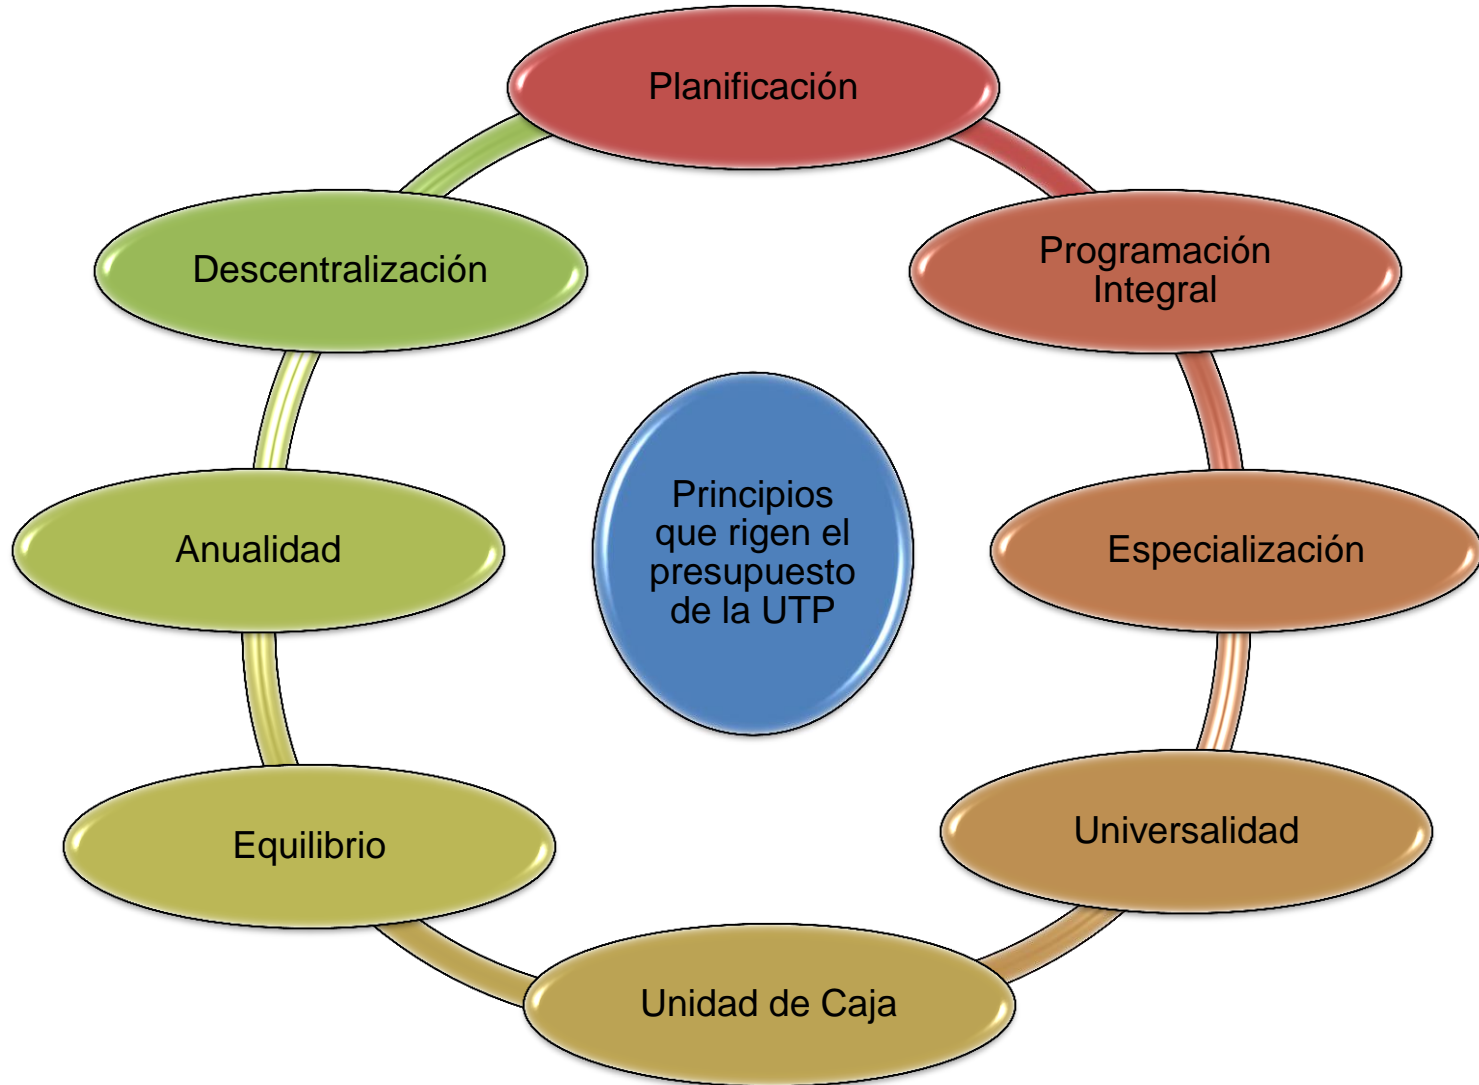 Planificación
Programación
Integral
Especialización
Universalidad
Unidad de Caja
Equilibrio
Anualidad
Descentralización
Principios
que rigen el
presupuesto
de la UTP